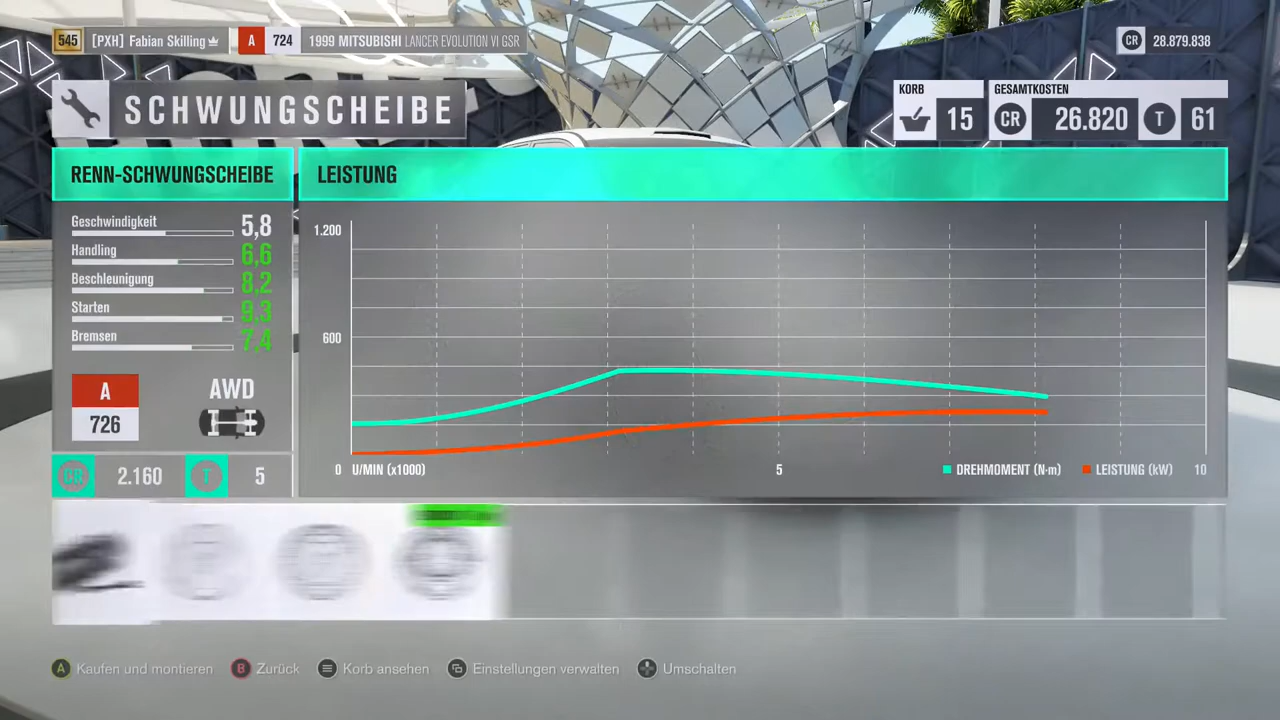 545 [PXH] Fabian Skilling A 724 1999 MITSUBISHI LANCER EVOLUTION VI GSR
CR 28.879.838
SCHWUNGSCHEIBE
KORB
15
GESAMTKOSTEN
CR 26.820 T 61
RENN-SCHWUNGSCHEIBE
Geschwindigkeit 5,8
Handling 6,6
Beschleunigung 8,2
Starten 9,3
Bremsen 7,4
A
726
AWD
CR 2.160 T 5
LEISTUNG
1.200
600
0 U/MIN (x1000) 5 DREHMOMENT (N·m) LEISTUNG (kW) 10
A Kaufen und montieren B Zurück Korb ansehen Einstellungen verwalten Umschalten